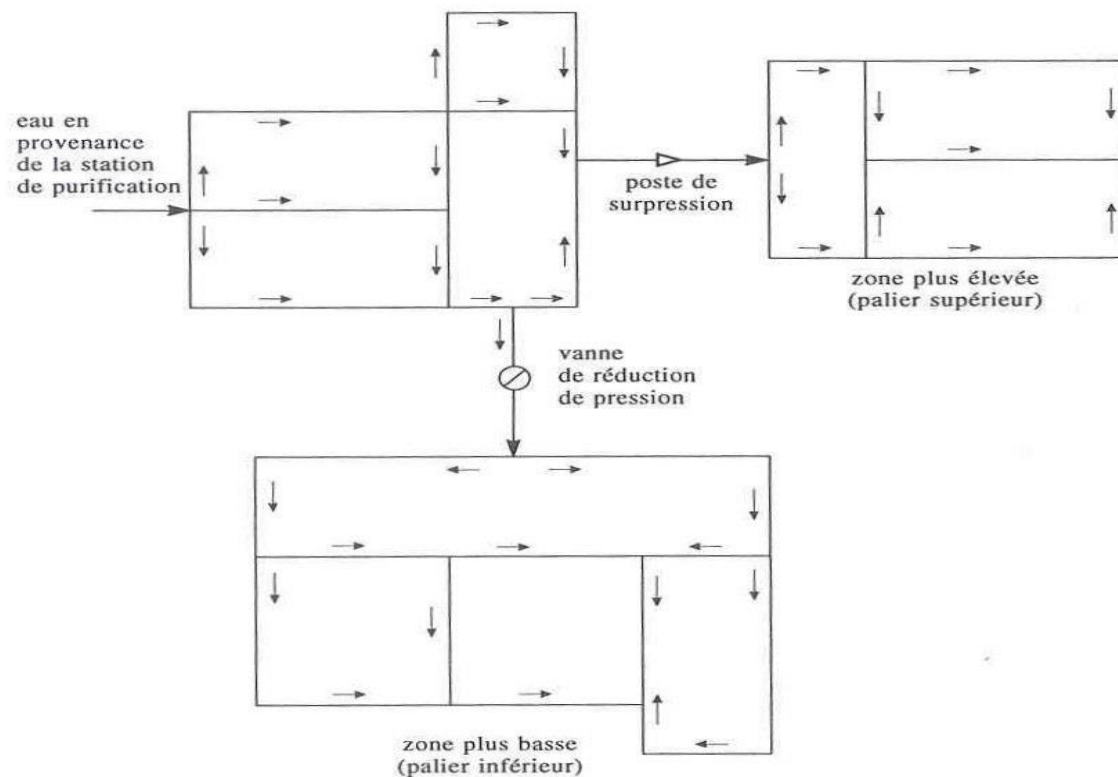 eau en
provenance
de la station
de purification
poste de
surpression
zone plus élevée
(palier supérieur)
vanne
de réduction
de pression
zone plus basse
(palier inférieur)